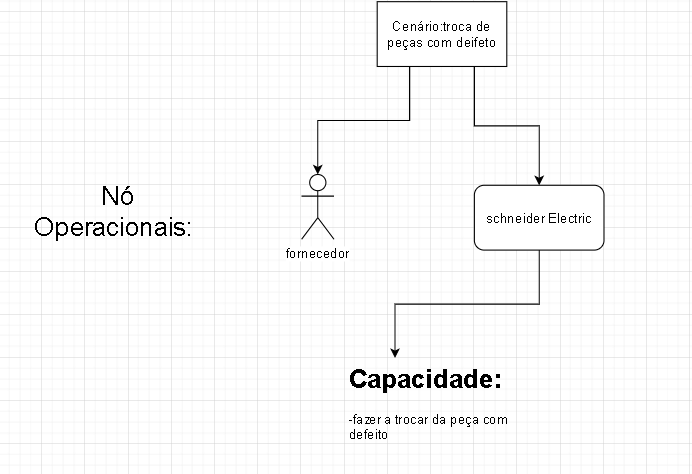 Cenário:troca de
peças com deifeto
Nó
Operacionais:
schneider Electric
fornecedor
Capacidade:
-fazer a trocar da peça com
defeito